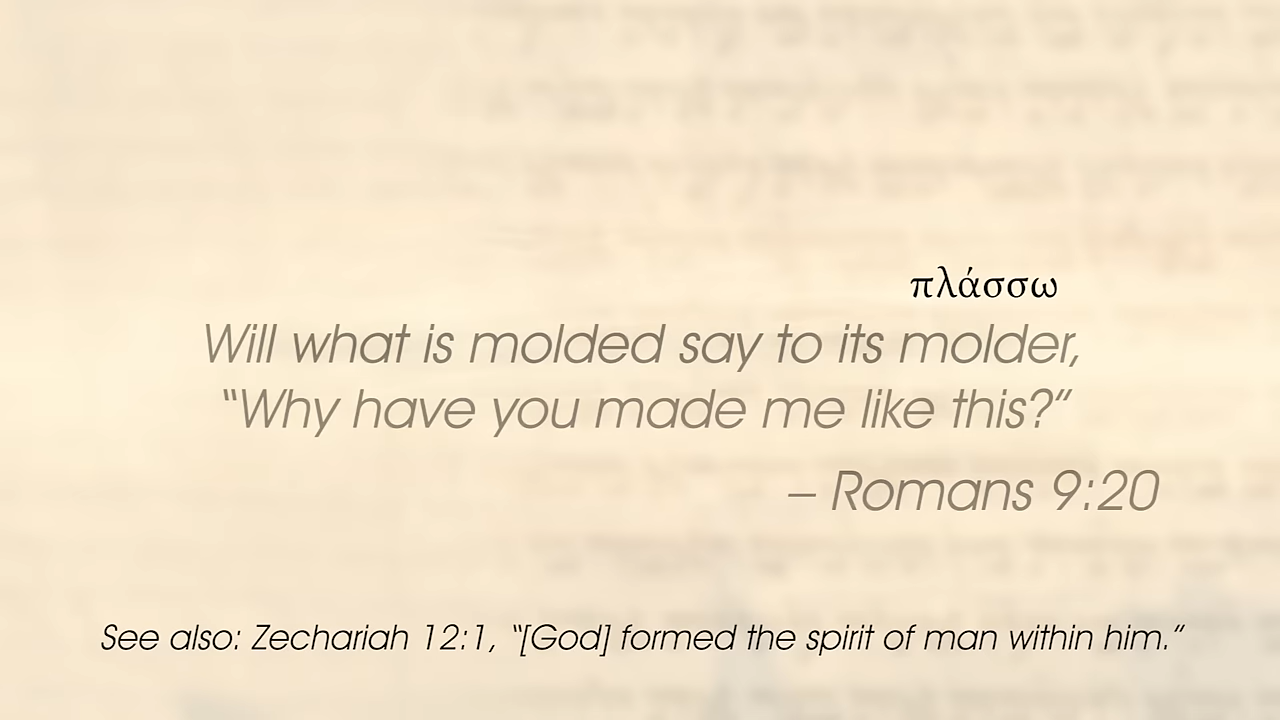 πλάσσω
Will what is molded say to its molder,
“Why have you made me like this?”
– Romans 9:20
See also: Zechariah 12:1, “[God] formed the spirit of man within him.”